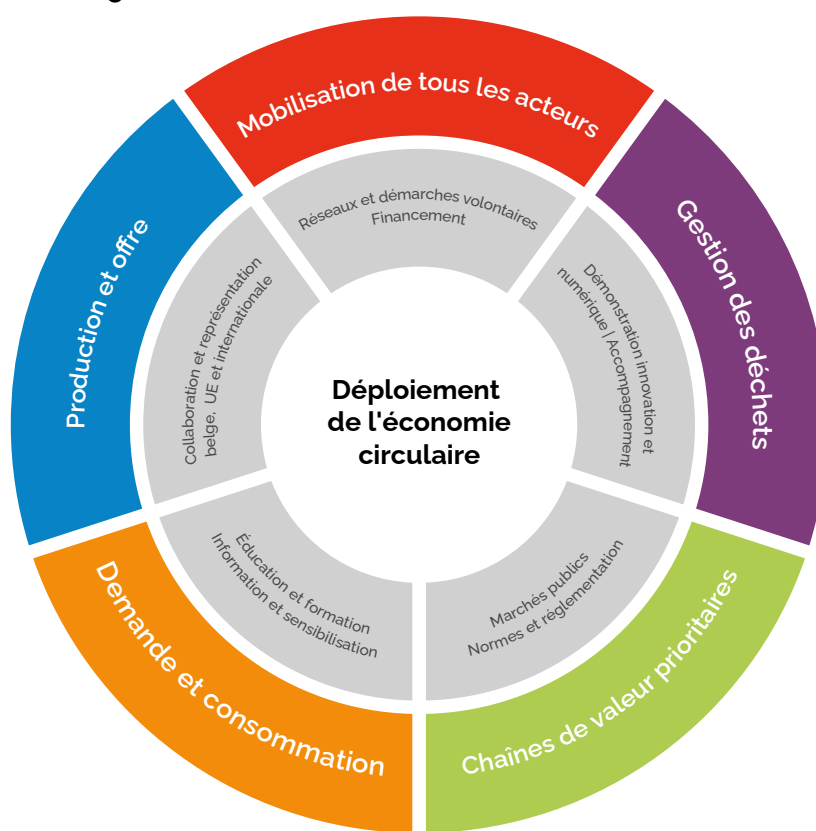 Mobilisation de tous les acteurs
Réseaux et démarches volontaires
Financement
Gestion des déchets
Démonstration innovation et
numérique | Accompagnement
Chaînes de valeur prioritaires
Marchés publics
Normes et réglementation
Demande et consommation
Éducation et formation
Information et sensibilisation
Production et offre
Collaboration et représentation
belge, UE et internationale
Déploiement
de l'économie
circulaire